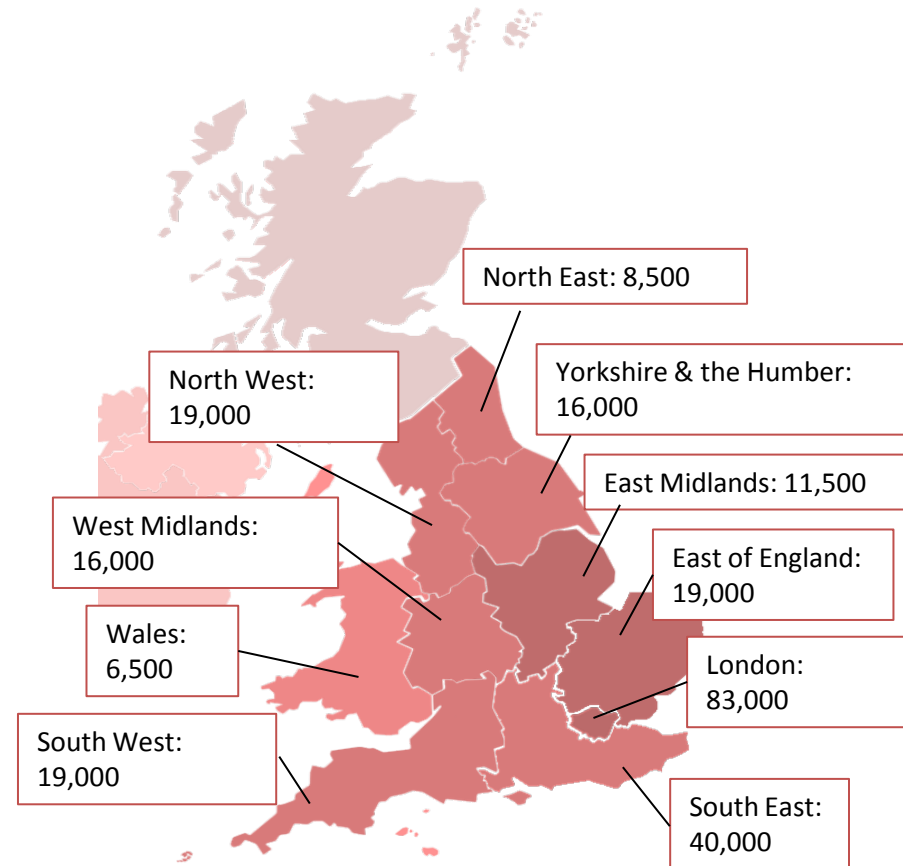 North East: 8,500
Yorkshire & the Humber:
16,000
North West:
19,000
East Midlands: 11,500
West Midlands:
16,000
East of England:
19,000
Wales:
6,500
London:
83,000
South West:
19,000
South East:
40,000